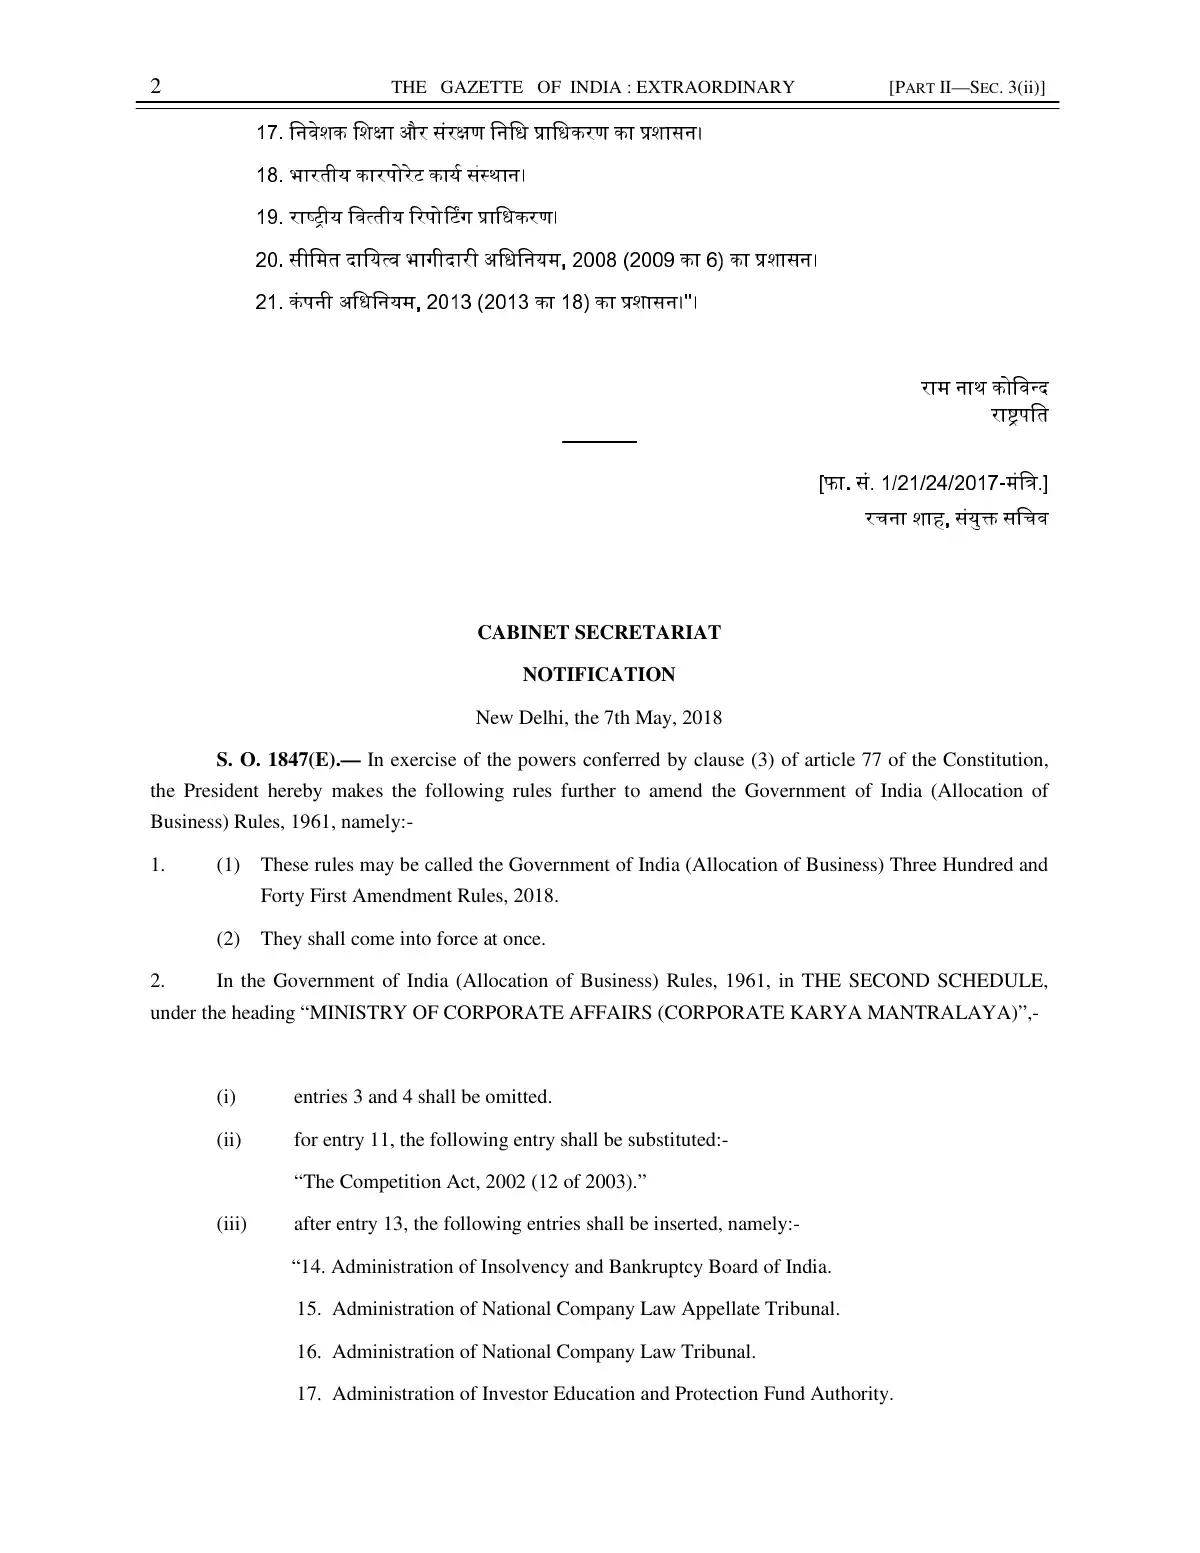 2 THE GAZETTE OF INDIA : EXTRAORDINARY [PART II—SEC. 3(ii)]
17. निवेशक शिक्षा और संरक्षण निधि प्राधिकरण का प्रशासन।
18. भारतीय कारपोरेट कार्य संस्थान।
19. राष्ट्रीय वित्तीय रिपोर्टिंग प्राधिकरण।
20. सीमित दायित्व भागीदारी अधिनियम, 2008 (2009 का 6) का प्रशासन।
21. कंपनी अधिनियम, 2013 (2013 का 18) का प्रशासन।"।
राम नाथ कोविन्द
राष्ट्रपति
[फा. सं. 1/21/24/2017-मंत्रि.]
रचना शाह, संयुक्त सचिव
CABINET SECRETARIAT
NOTIFICATION
New Delhi, the 7th May, 2018
S. O. 1847(E).— In exercise of the powers conferred by clause (3) of article 77 of the Constitution,
the President hereby makes the following rules further to amend the Government of India (Allocation of
Business) Rules, 1961, namely:-
1. (1) These rules may be called the Government of India (Allocation of Business) Three Hundred and
Forty First Amendment Rules, 2018.
(2) They shall come into force at once.
2. In the Government of India (Allocation of Business) Rules, 1961, in THE SECOND SCHEDULE,
under the heading “MINISTRY OF CORPORATE AFFAIRS (CORPORATE KARYA MANTRALAYA)”,-
(i) entries 3 and 4 shall be omitted.
(ii) for entry 11, the following entry shall be substituted:-
“The Competition Act, 2002 (12 of 2003).”
(iii) after entry 13, the following entries shall be inserted, namely:-
“14. Administration of Insolvency and Bankruptcy Board of India.
15. Administration of National Company Law Appellate Tribunal.
16. Administration of National Company Law Tribunal.
17. Administration of Investor Education and Protection Fund Authority.